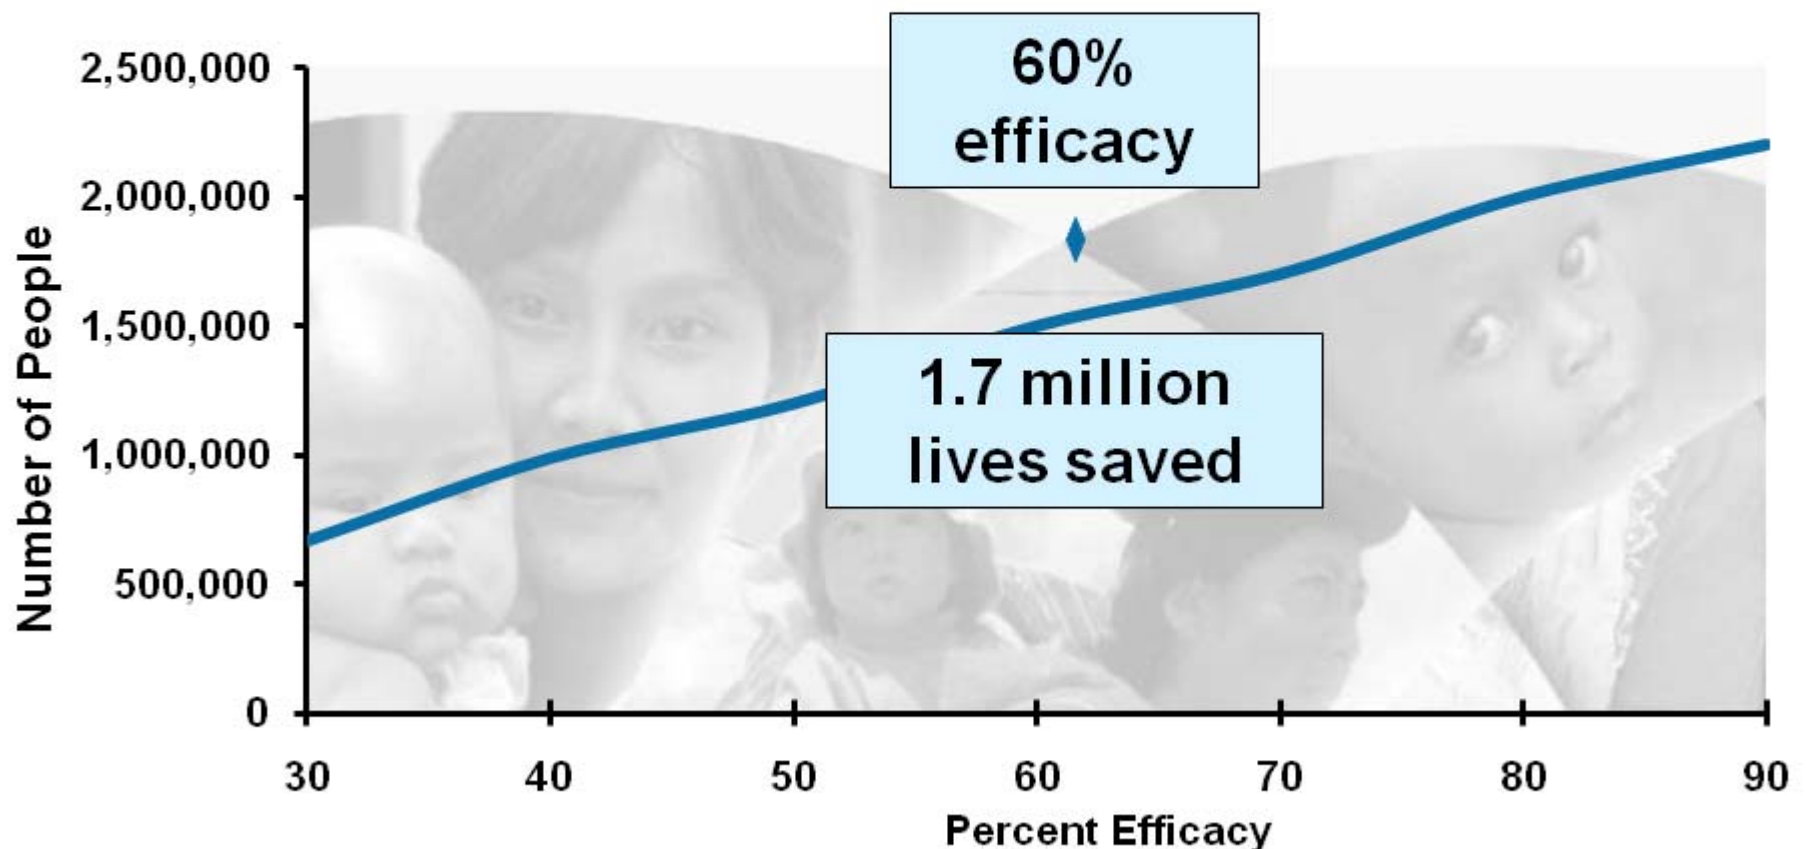 60%
efficacy
2,500,000
2,000,000
1,500,000
1,000,000
500,000
0
Number of People
1.7 million
lives saved
30 40 50 60 70 80 90
Percent Efficacy